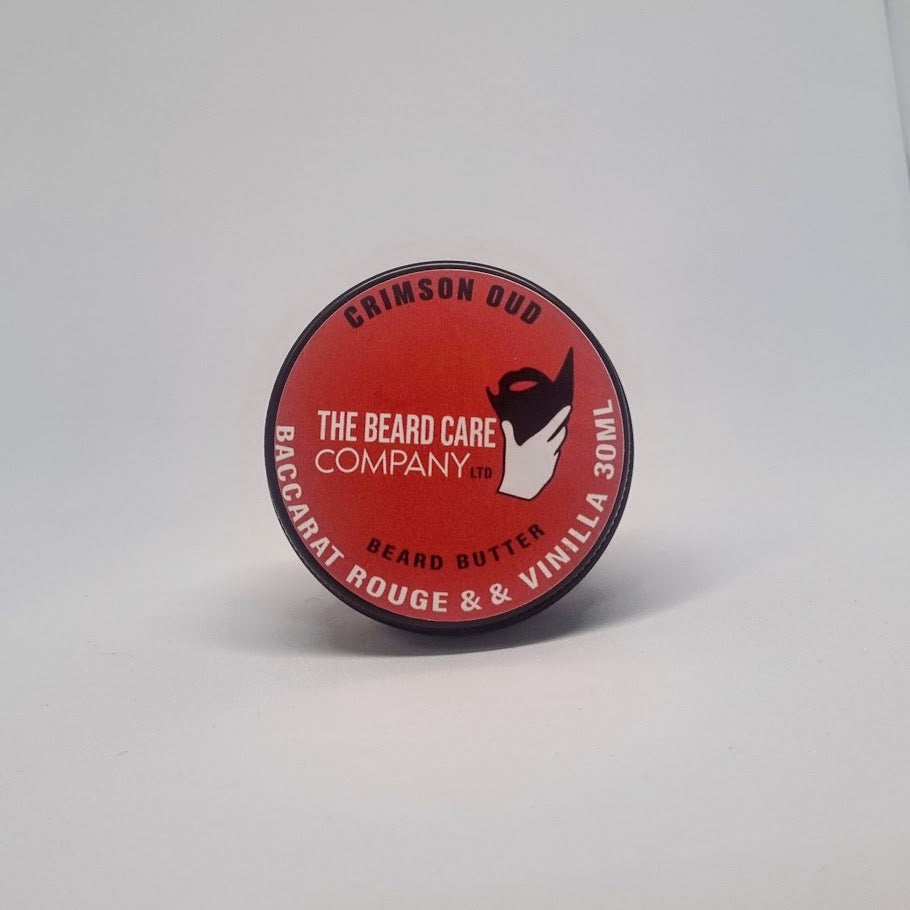 CRIMSON OUD
THE BEARD CARE
COMPANY LTD
BEARD BUTTER
BACCARAT ROUGE & & VINILLA 30ML